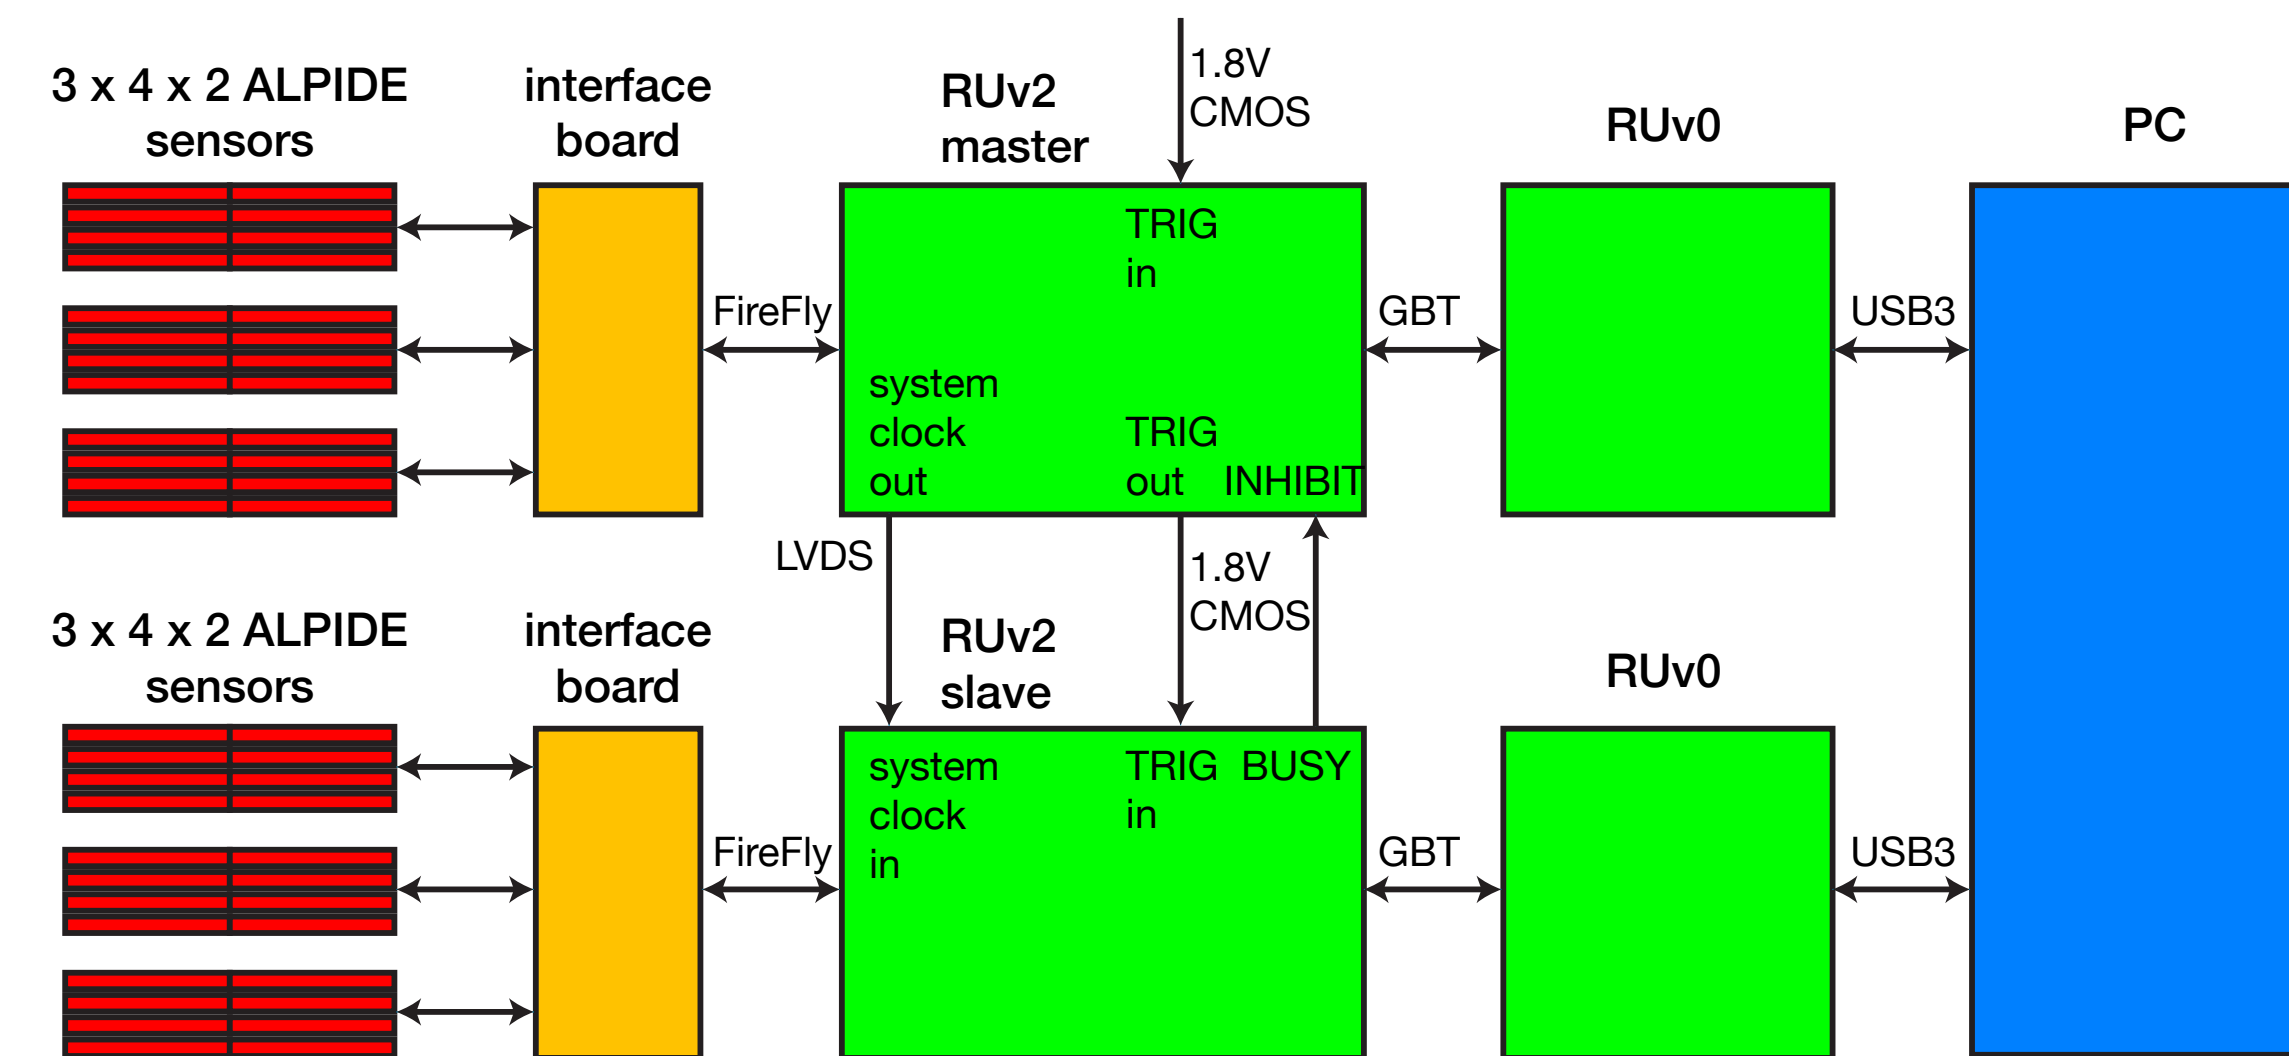 3 x 4 x 2 ALPIDE
sensors
interface
board
RUv2
master
1.8V
CMOS
RUv0
PC
TRIG
in
FireFly
GBT
USB3
system
clock
out
TRIG
out
INHIBIT
LVDS
1.8V
CMOS
3 x 4 x 2 ALPIDE
sensors
interface
board
RUv2
slave
RUv0
system
clock
in
TRIG
in
BUSY
FireFly
GBT
USB3